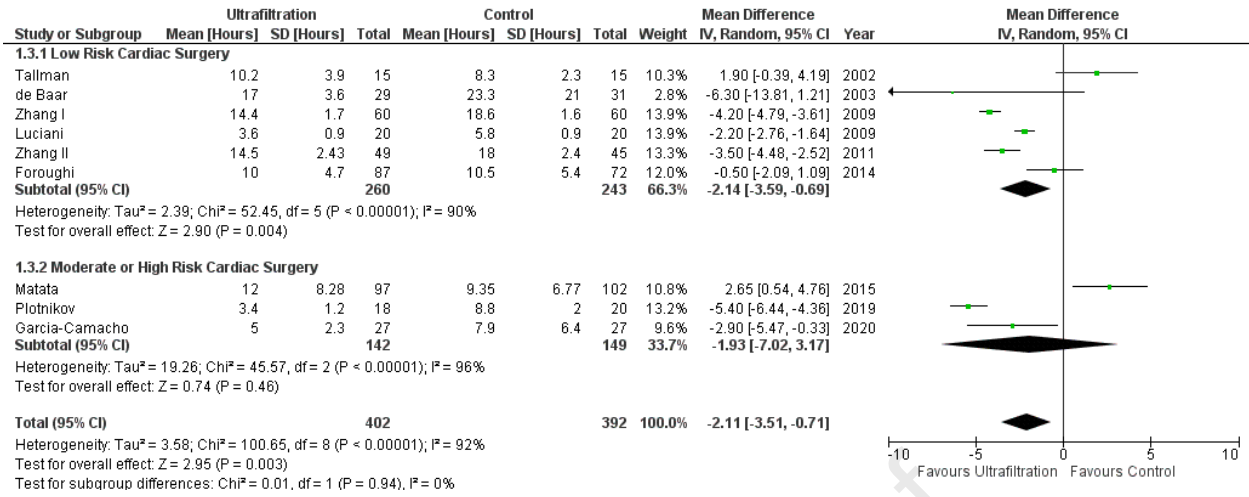 Ultrafiltration Control Mean Difference Mean Difference
Study or Subgroup Mean [Hours] SD [Hours] Total Mean [Hours] SD [Hours] Total Weight IV, Random, 95% CI Year IV, Random, 95% CI
1.3.1 Low Risk Cardiac Surgery
Tallman 10.2 3.9 15 8.3 2.3 15 10.3% 1.90 [-0.39, 4.19] 2002
de Baar 17 3.6 29 23.3 21 31 2.8% -6.30 [-13.81, 1.21] 2003
Zhang I 14.4 1.7 60 18.6 1.6 60 13.9% -4.20 [-4.79, -3.61] 2009
Luciani 3.6 0.9 20 5.8 0.9 20 13.9% -2.20 [-2.76, -1.64] 2009
Zhang II 14.5 2.43 49 18 2.4 45 13.3% -3.50 [-4.48, -2.52] 2011
Foroughi 10 4.7 87 10.5 5.4 72 12.0% -0.50 [-2.09, 1.09] 2014
Subtotal (95% CI) 260 243 66.3% -2.14 [-3.59, -0.69]
Heterogeneity: Tau² = 2.39; Chi² = 52.45, df = 5 (P < 0.00001); I² = 90%
Test for overall effect: Z = 2.90 (P = 0.004)
1.3.2 Moderate or High Risk Cardiac Surgery
Matata 12 8.28 97 9.35 6.77 102 10.8% 2.65 [0.54, 4.76] 2015
Plotnikov 3.4 1.2 18 8.8 2 20 13.2% -5.40 [-6.44, -4.36] 2019
Garcia-Camacho 5 2.3 27 7.9 6.4 27 9.6% -2.90 [-5.47, -0.33] 2020
Subtotal (95% CI) 142 149 33.7% -1.93 [-7.02, 3.17]
Heterogeneity: Tau² = 19.26; Chi² = 45.57, df = 2 (P < 0.00001); I² = 96%
Test for overall effect: Z = 0.74 (P = 0.46)
Total (95% CI) 402 392 100.0% -2.11 [-3.51, -0.71]
Heterogeneity: Tau² = 3.58; Chi² = 100.65, df = 8 (P < 0.00001); I² = 92%
Test for overall effect: Z = 2.95 (P = 0.003)
Test for subgroup differences: Chi² = 0.01, df = 1 (P = 0.94), I² = 0%
-10 -5 0 5 10
Favours Ultrafiltration Favours Control